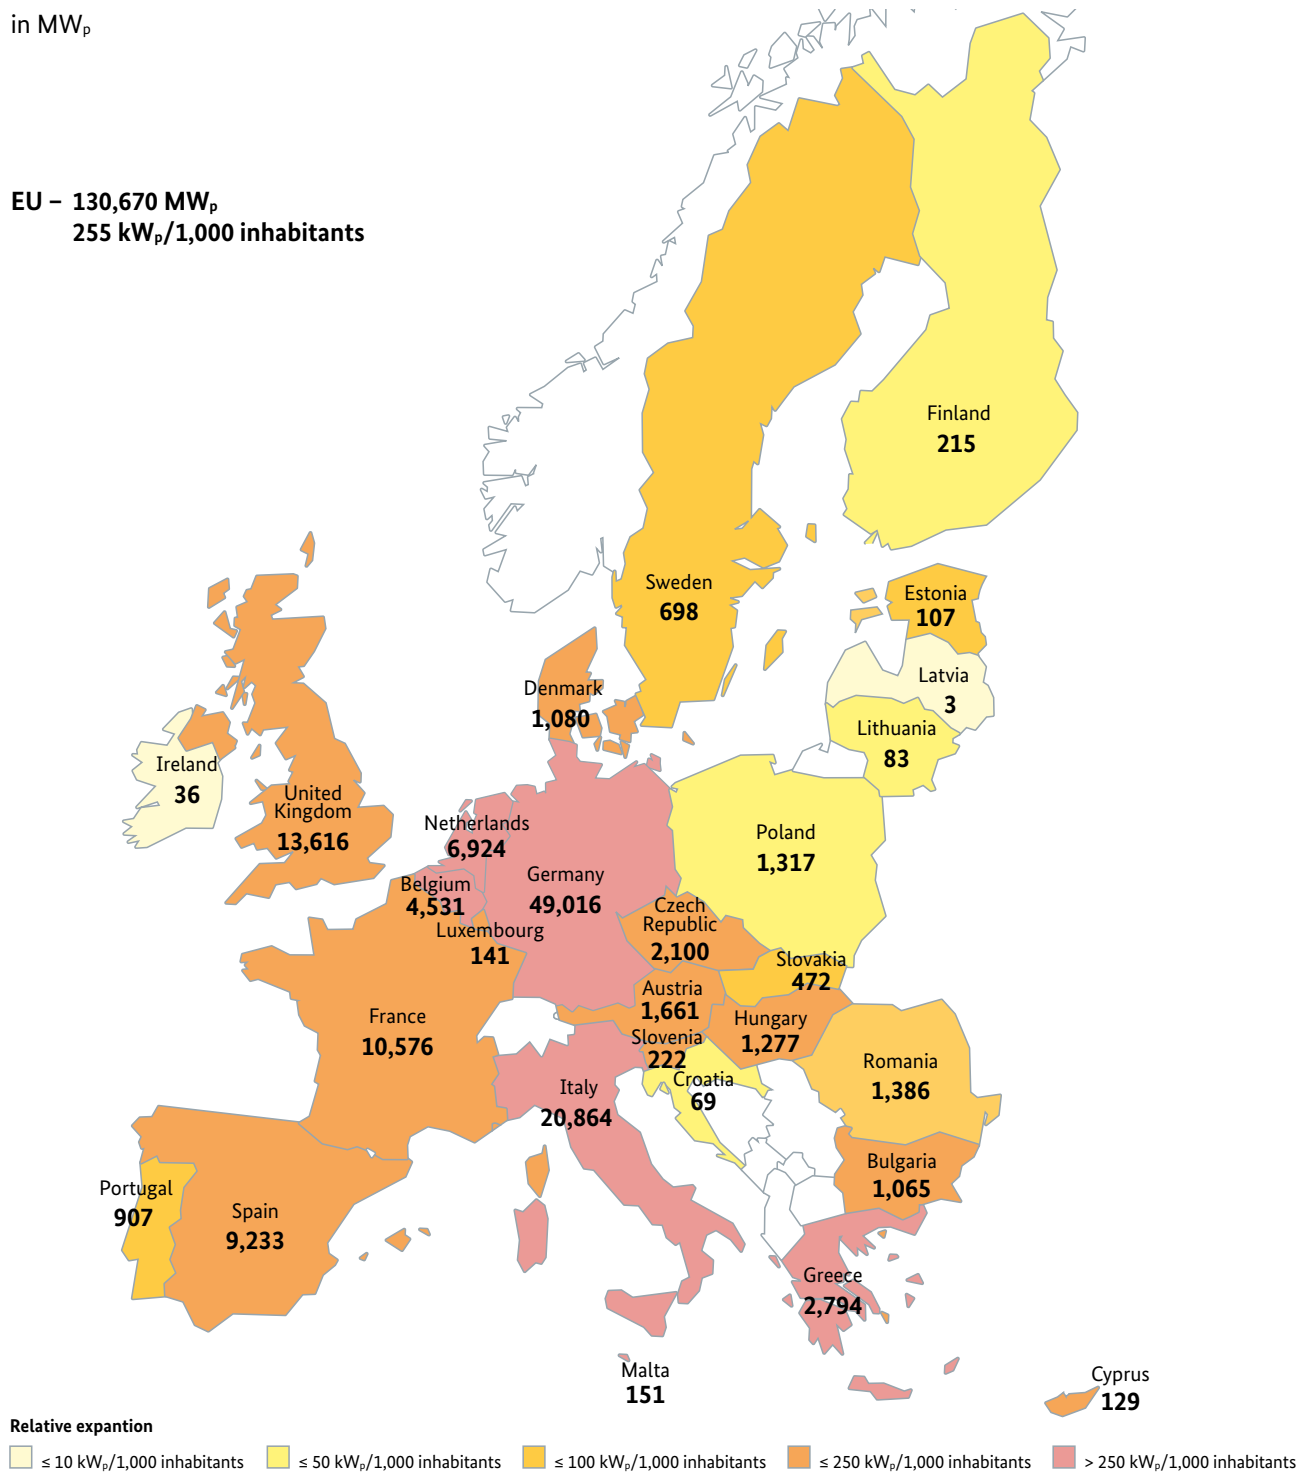 in MWp
EU – 130,670 MWp
255 kWp/1,000 inhabitants
Finland
215
Sweden
698
Estonia
107
Latvia
3
Lithuania
83
Denmark
1,080
Ireland
36
United
Kingdom
13,616
Netherlands
6,924
Poland
1,317
Germany
49,016
Belgium
4,531
Luxembourg
141
Czech
Republic
2,100
Slovakia
472
Austria
1,661
Hungary
1,277
France
10,576
Slovenia
222
Croatia
69
Romania
1,386
Italy
20,864
Bulgaria
1,065
Portugal
907
Spain
9,233
Greece
2,794
Malta
151
Cyprus
129
Relative expantion
≤ 10 kWp/1,000 inhabitants
≤ 50 kWp/1,000 inhabitants
≤ 100 kWp/1,000 inhabitants
≤ 250 kWp/1,000 inhabitants
> 250 kWp/1,000 inhabitants